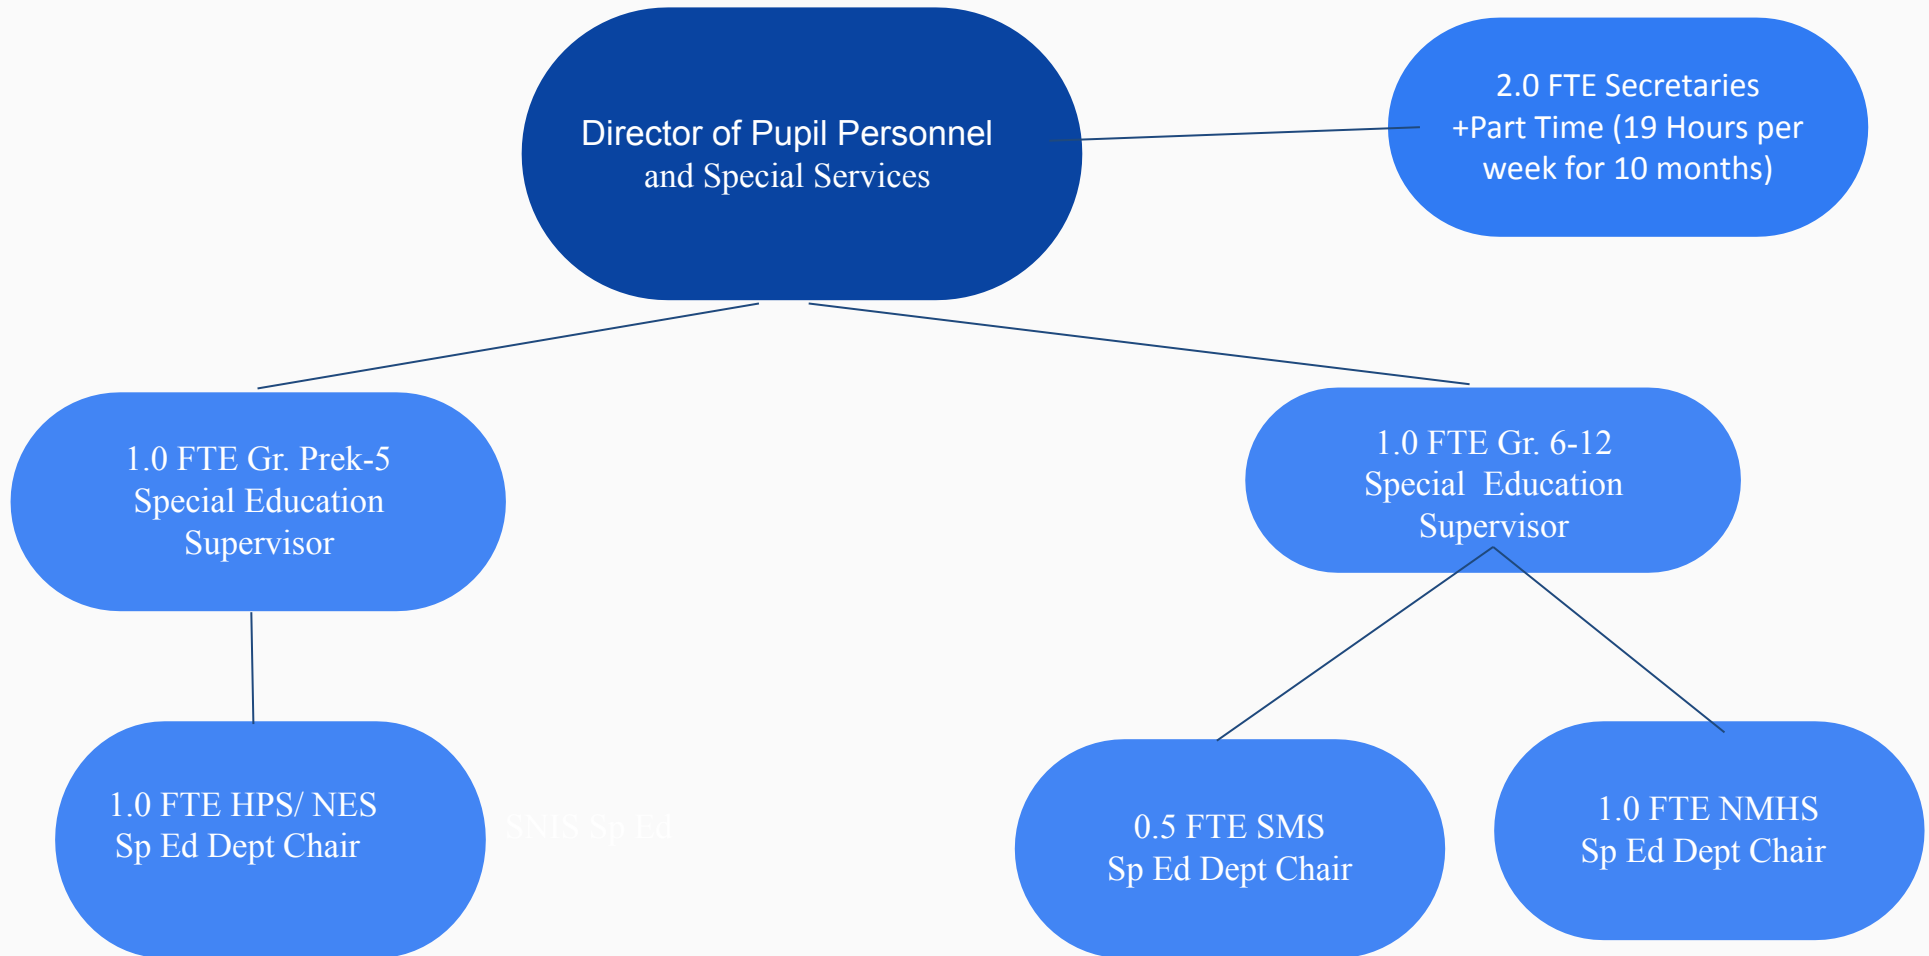 Director of Pupil Personnel
and Special Services
2.0 FTE Secretaries
+Part Time (19 Hours per
week for 10 months)
1.0 FTE Gr. Prek-5
Special Education
Supervisor
1.0 FTE Gr. 6-12
Special  Education
Supervisor
1.0 FTE HPS/ NES
Sp Ed Dept Chair
SNIS Sp Ed
0.5 FTE SMS
Sp Ed Dept Chair
1.0 FTE NMHS
Sp Ed Dept Chair